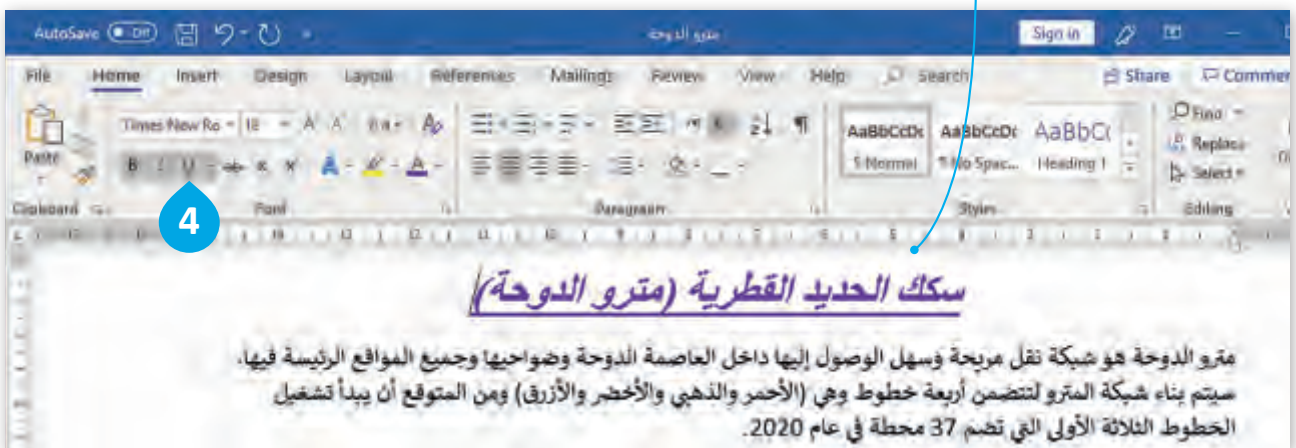 AutoSave Off مترو الدوحة Sign in
File Home Insert Design Layout References Mailings Review View Help Search Share
Times New Ro 18
AaBbCcDc AaBbCcDc AaBbC
Find
Paste
B I U
¶ Normal ¶ No Spac... Heading 1
Replace
Select
Clipboard Font Paragraph Styles Editing
4
سكك الحديد القطرية (مترو الدوحة)
مترو الدوحة هو شبكة نقل مريحة وسهل الوصول إليها داخل العاصمة الدوحة وضواحيها وجميع المواقع الرئيسة فيها.
سيتم بناء شبكة المترو لتتضمن أربعة خطوط وهي (الأحمر والذهبي والأخضر والأزرق) ومن المتوقع أن يبدأ تشغيل
الخطوط الثلاثة الأولى التي تضم 37 محطة في عام 2020.